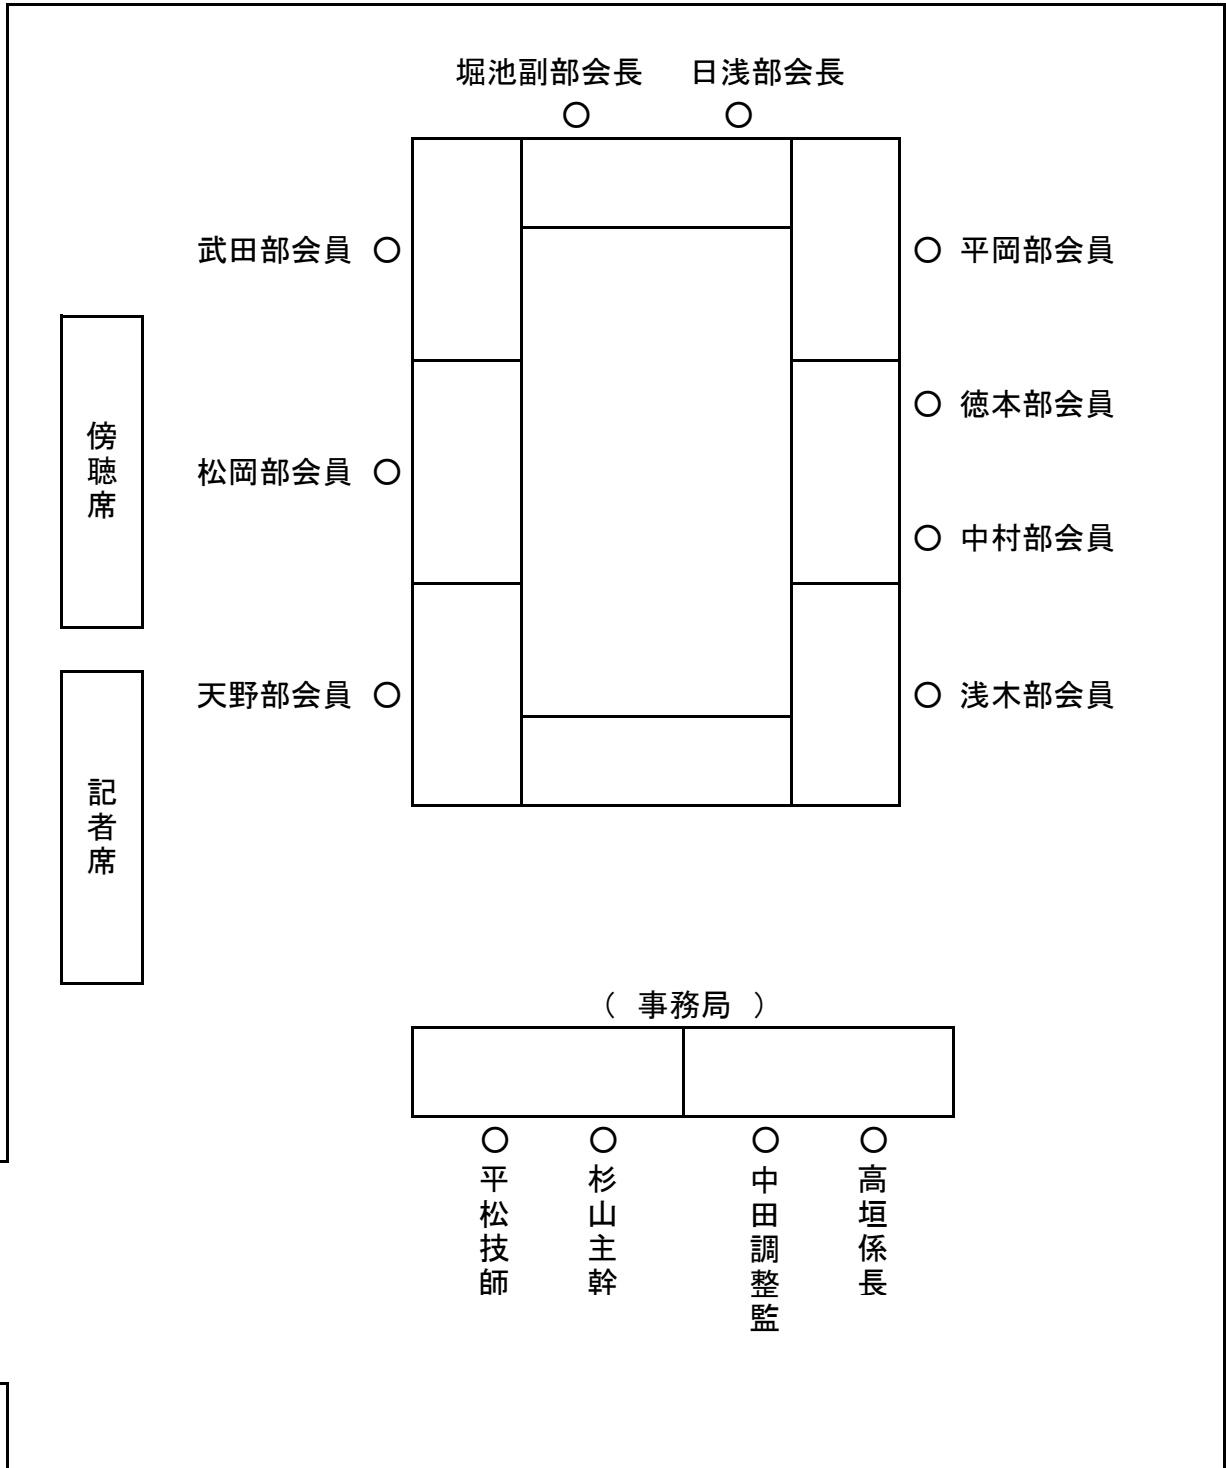 堀池副部会長　日浅部会長
○　○
武田部会員 ○　○ 平岡部会員
○ 徳本部会員
傍聴席
松岡部会員 ○
○ 中村部会員
天野部会員 ○　○ 浅木部会員
記者席
（　事務局　）
○　○　○　○
平松技師
杉山主幹
中田調整監
高垣係長